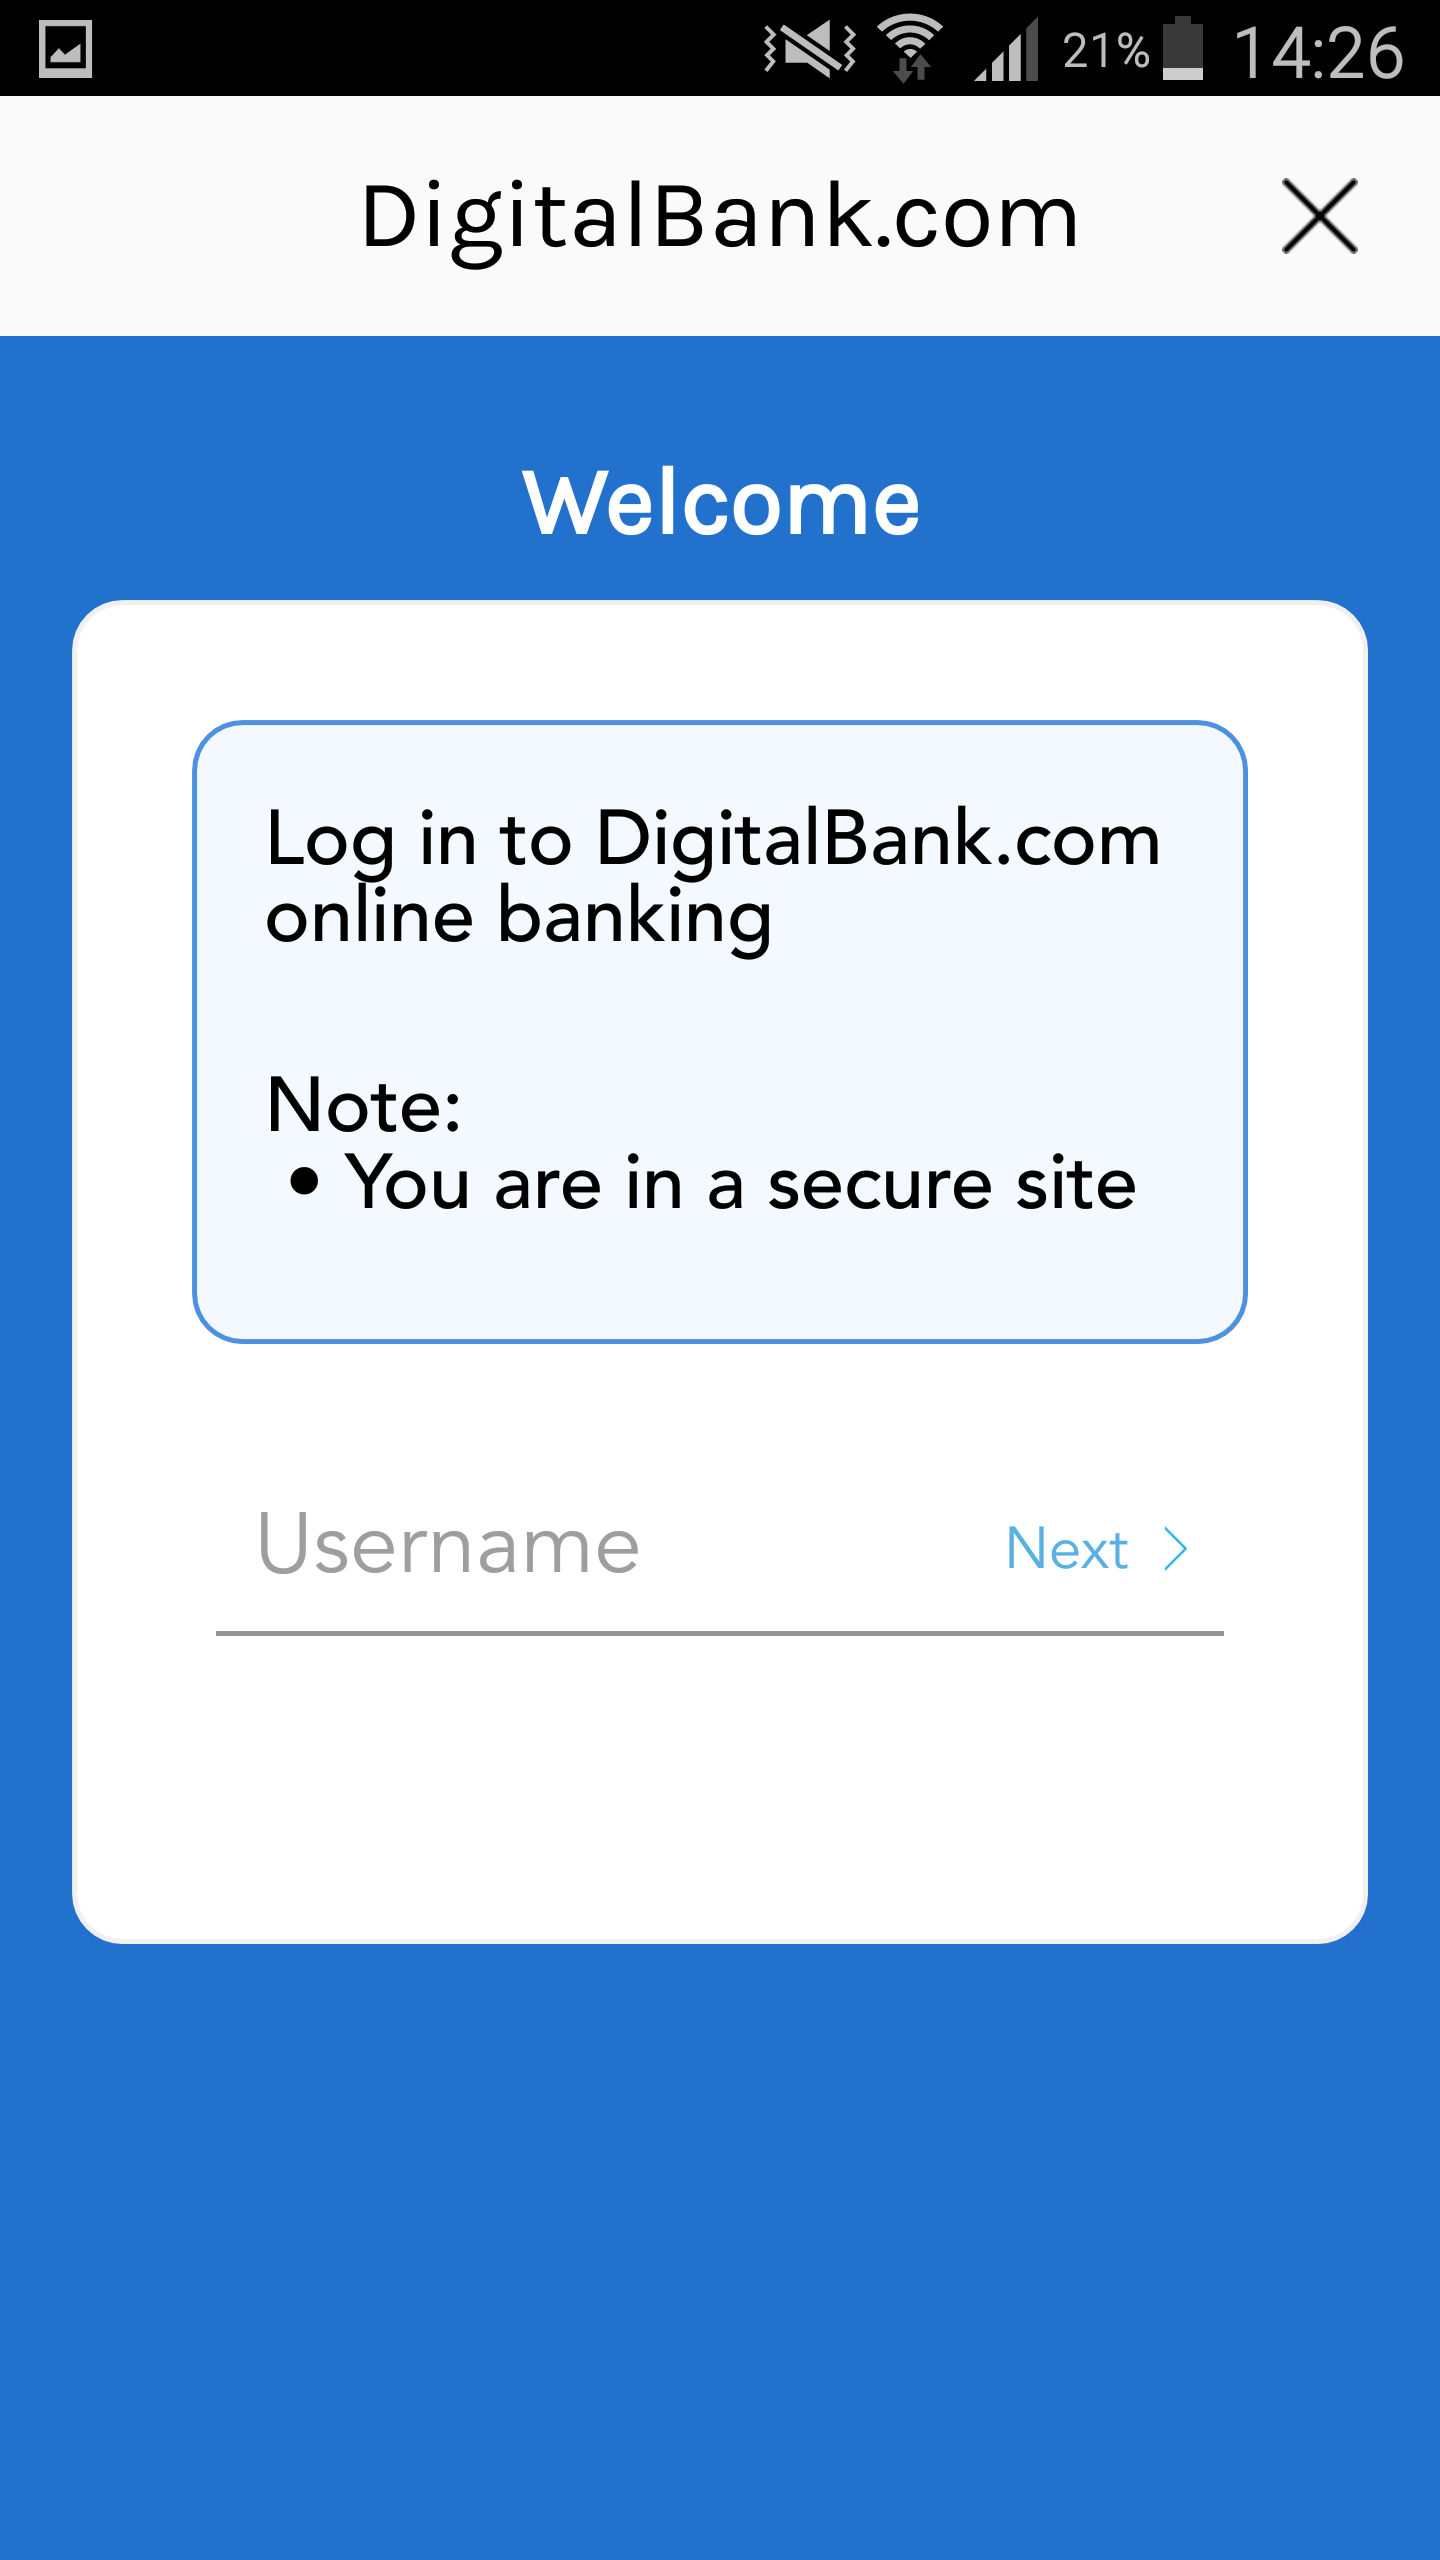 21% 14:26
DigitalBank.com
Welcome
Log in to DigitalBank.com
online banking
Note:
• You are in a secure site
Username Next